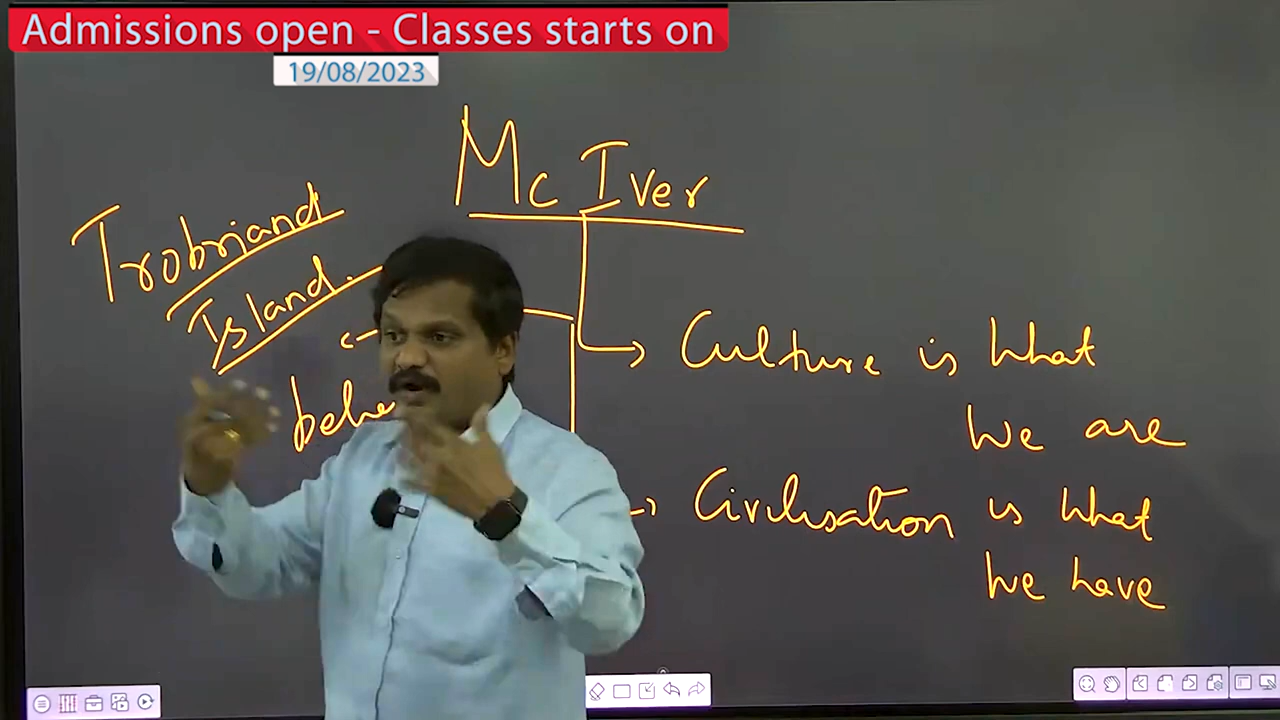 Admissions open - Classes starts on
19/08/2023
Mc Iver
Trobriand
Island.
Culture is What
We are
Civilisation is What
We have